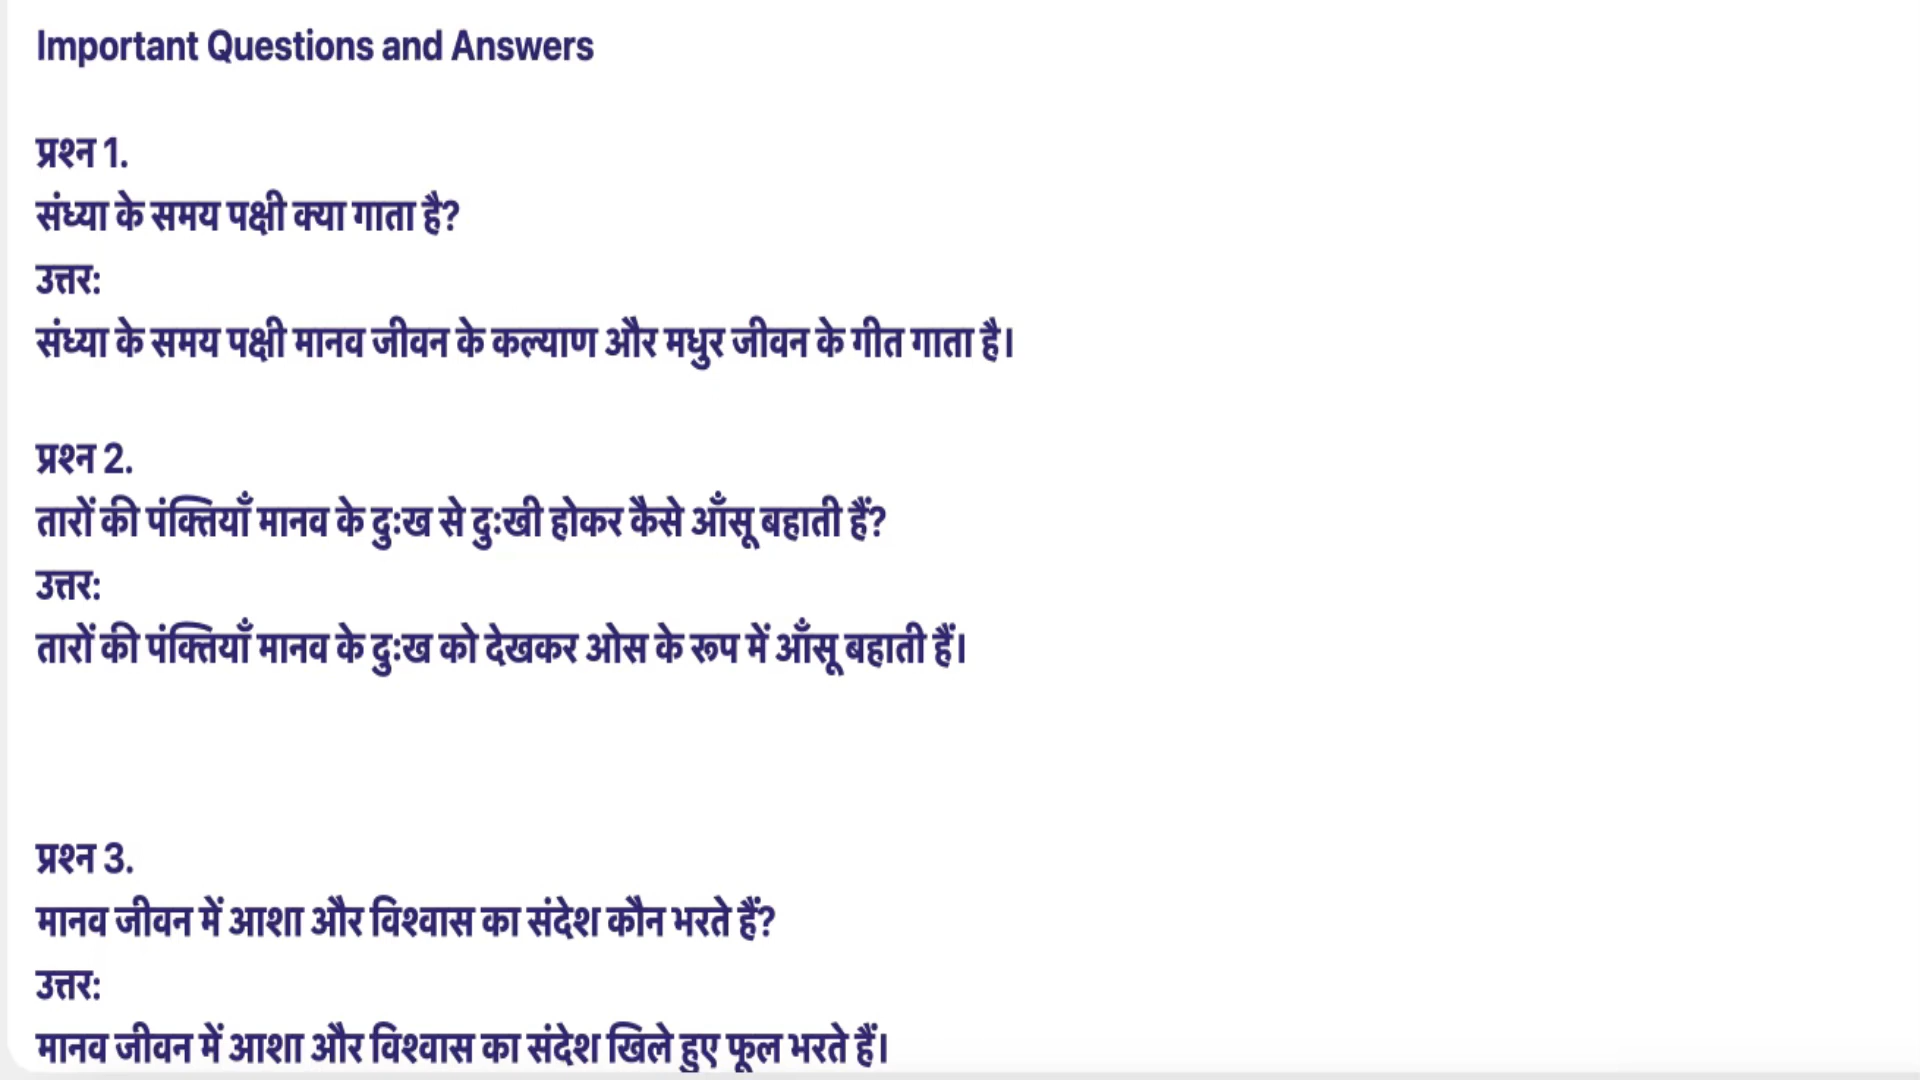 Important Questions and Answers
प्रश्न 1.
संध्या के समय पक्षी क्या गाता है?
उत्तर:
संध्या के समय पक्षी मानव जीवन के कल्याण और मधुर जीवन के गीत गाता है।
प्रश्न 2.
तारों की पंक्तियाँ मानव के दुःख से दुःखी होकर कैसे आँसू बहाती हैं?
उत्तर:
तारों की पंक्तियाँ मानव के दुःख को देखकर ओस के रूप में आँसू बहाती हैं।
प्रश्न 3.
मानव जीवन में आशा और विश्वास का संदेश कौन भरते हैं?
उत्तर:
मानव जीवन में आशा और विश्वास का संदेश खिले हुए फूल भरते हैं।